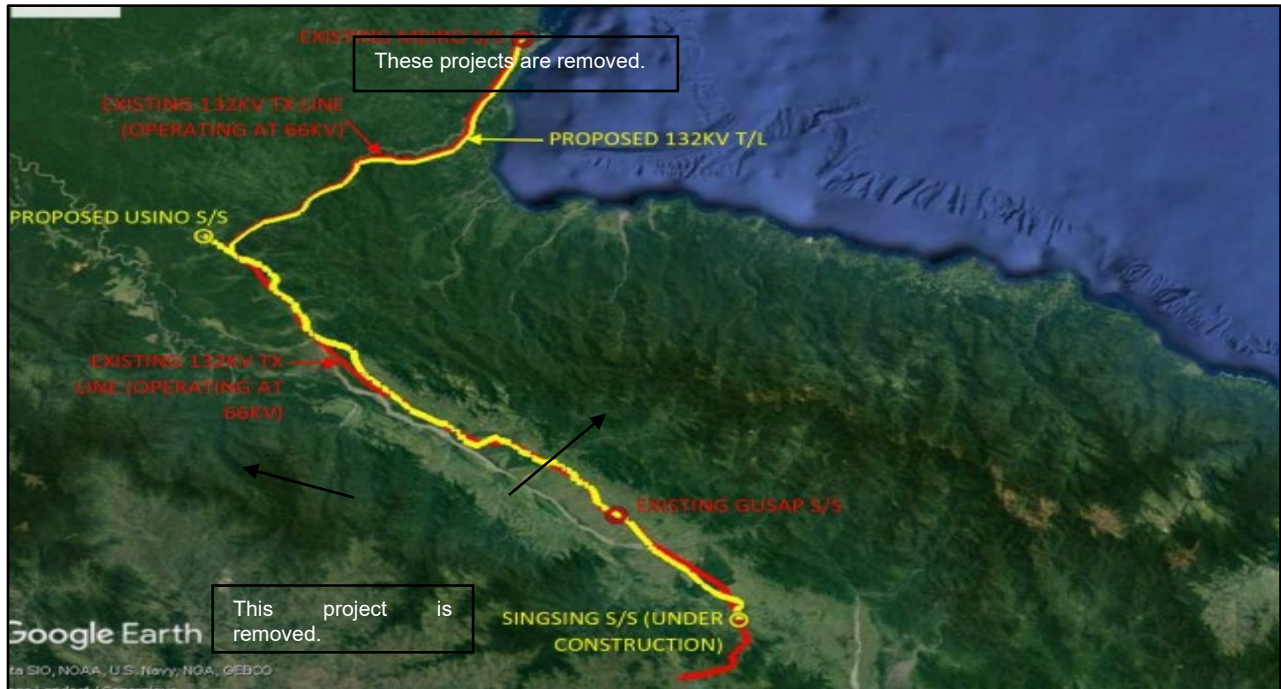 EXISTING MEIRO S/S
These projects are removed.
EXISTING 132KV TX LINE
(OPERATING AT 66KV)
PROPOSED 132KV T/L
PROPOSED USINO S/S
EXISTING 132KV TX
LINE (OPERATING AT
66KV)
EXISTING GUSAP S/S
This project is
removed.
SINGSING S/S (UNDER
CONSTRUCTION)
Google Earth
ta SIO, NOAA, U.S. Navy, NGA, GEBCO